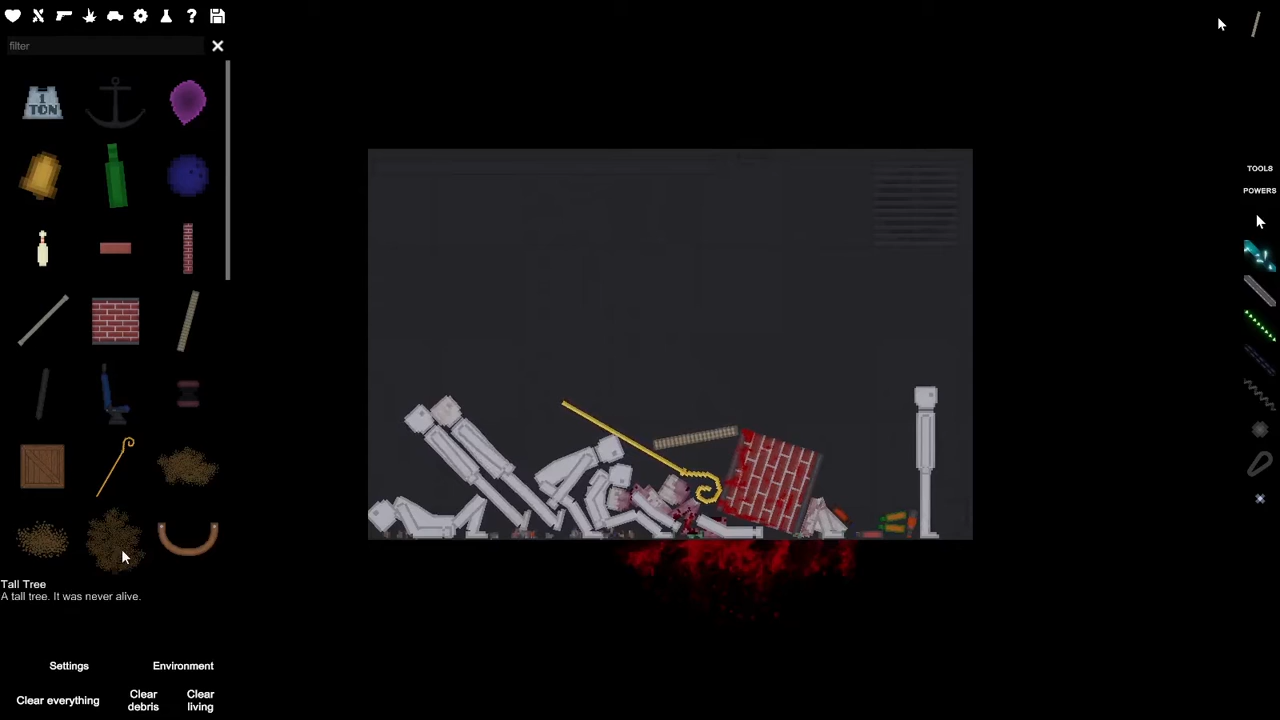 ?
filter
1
TON
TOOLS
POWERS
Tall Tree
A tall tree. It was never alive.
Settings
Environment
Clear everything
Clear
debris
Clear
living